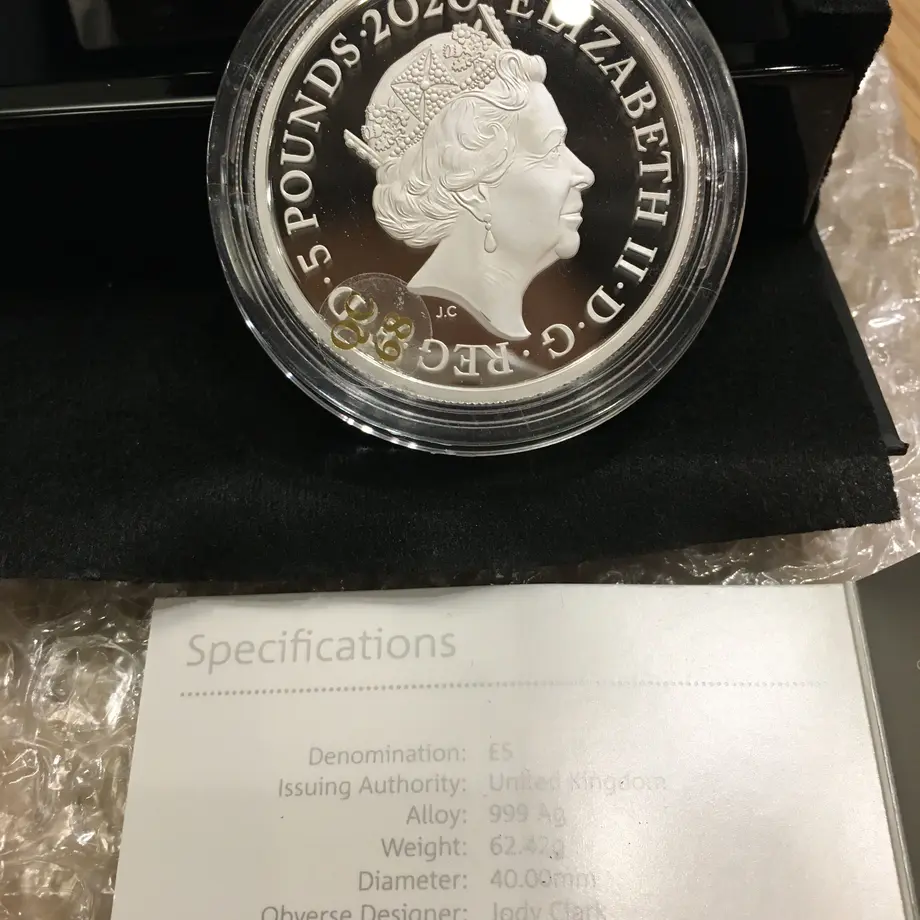 · 5 POUNDS · 2020 · ELIZABETH II · D · G · REG
J.C
Specifications
Denomination: £5
Issuing Authority: United Kingdom
Alloy: 999 Ag
Weight: 62.42g
Diameter: 40.00mm
Obverse Designer: Jody Clark